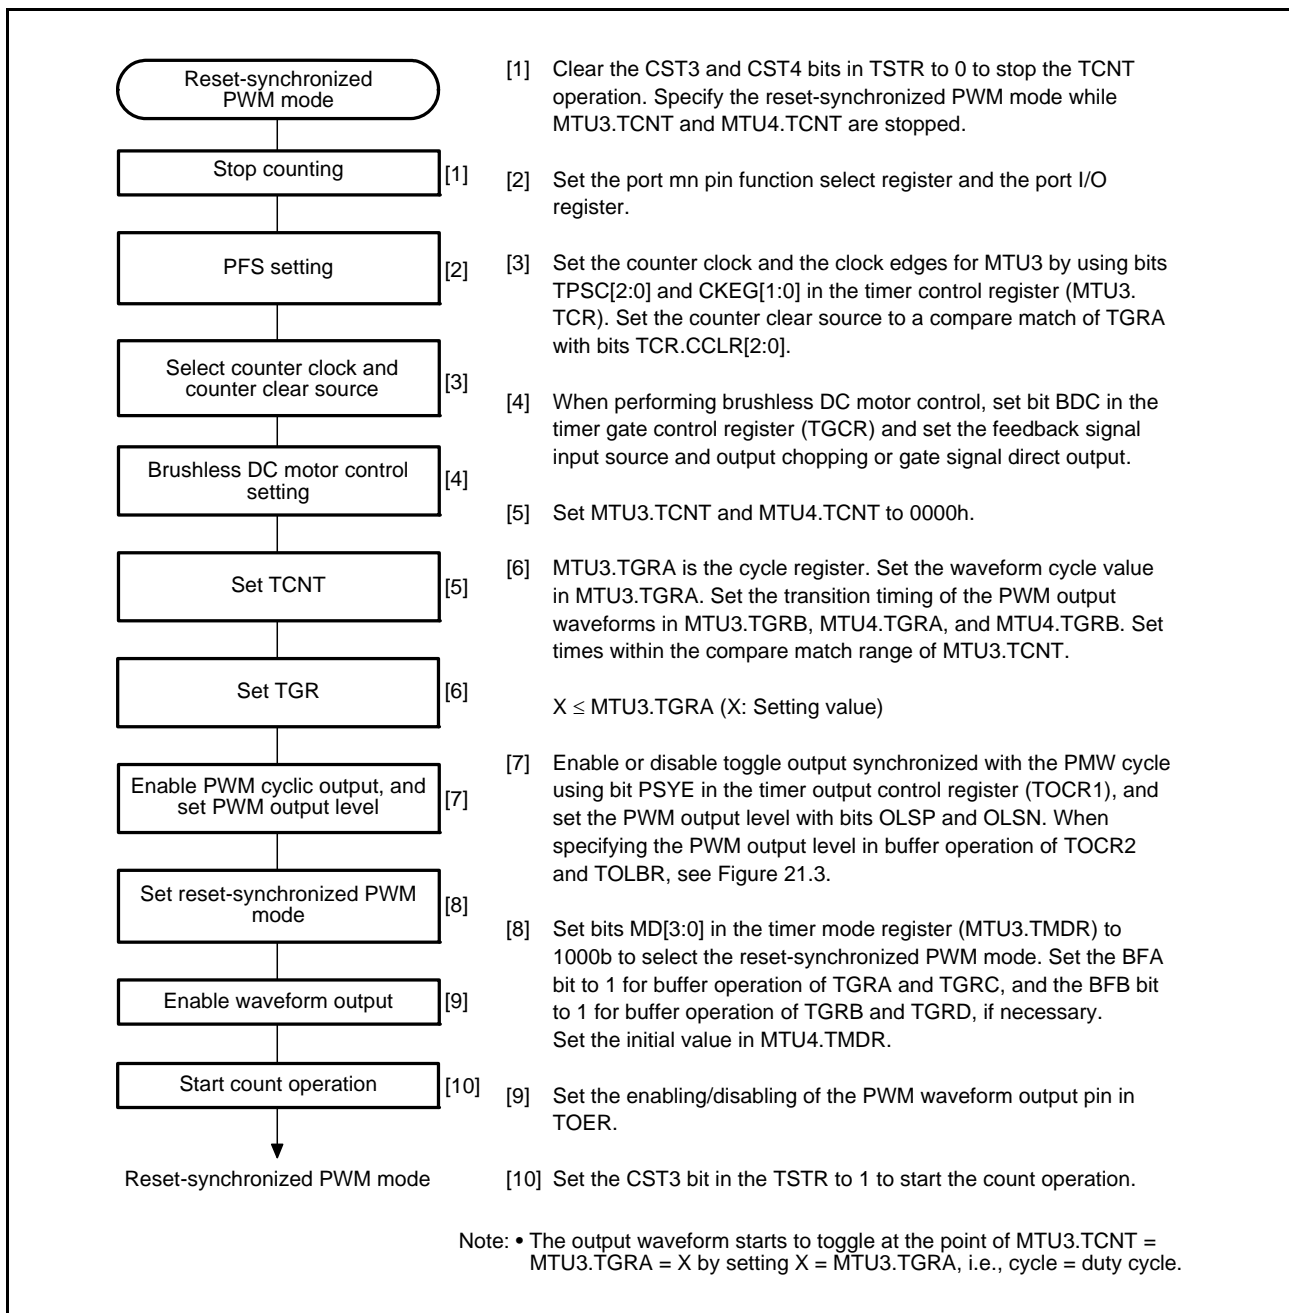 Reset-synchronized
PWM mode
Stop counting
[1]
PFS setting
[2]
Select counter clock and
counter clear source
[3]
Brushless DC motor control
setting
[4]
Set TCNT
[5]
Set TGR
[6]
Enable PWM cyclic output, and
set PWM output level
[7]
Set reset-synchronized PWM
mode
[8]
Enable waveform output
[9]
Start count operation
[10]
Reset-synchronized PWM mode
[1] Clear the CST3 and CST4 bits in TSTR to 0 to stop the TCNT
operation. Specify the reset-synchronized PWM mode while
MTU3.TCNT and MTU4.TCNT are stopped.
[2] Set the port mn pin function select register and the port I/O
register.
[3] Set the counter clock and the clock edges for MTU3 by using bits
TPSC[2:0] and CKEG[1:0] in the timer control register (MTU3.
TCR). Set the counter clear source to a compare match of TGRA
with bits TCR.CCLR[2:0].
[4] When performing brushless DC motor control, set bit BDC in the
timer gate control register (TGCR) and set the feedback signal
input source and output chopping or gate signal direct output.
[5] Set MTU3.TCNT and MTU4.TCNT to 0000h.
[6] MTU3.TGRA is the cycle register. Set the waveform cycle value
in MTU3.TGRA. Set the transition timing of the PWM output
waveforms in MTU3.TGRB, MTU4.TGRA, and MTU4.TGRB. Set
times within the compare match range of MTU3.TCNT.
X ≤ MTU3.TGRA (X: Setting value)
[7] Enable or disable toggle output synchronized with the PMW cycle
using bit PSYE in the timer output control register (TOCR1), and
set the PWM output level with bits OLSP and OLSN. When
specifying the PWM output level in buffer operation of TOCR2
and TOLBR, see Figure 21.3.
[8] Set bits MD[3:0] in the timer mode register (MTU3.TMDR) to
1000b to select the reset-synchronized PWM mode. Set the BFA
bit to 1 for buffer operation of TGRA and TGRC, and the BFB bit
to 1 for buffer operation of TGRB and TGRD, if necessary.
Set the initial value in MTU4.TMDR.
[9] Set the enabling/disabling of the PWM waveform output pin in
TOER.
[10] Set the CST3 bit in the TSTR to 1 to start the count operation.
Note: • The output waveform starts to toggle at the point of MTU3.TCNT =
MTU3.TGRA = X by setting X = MTU3.TGRA, i.e., cycle = duty cycle.